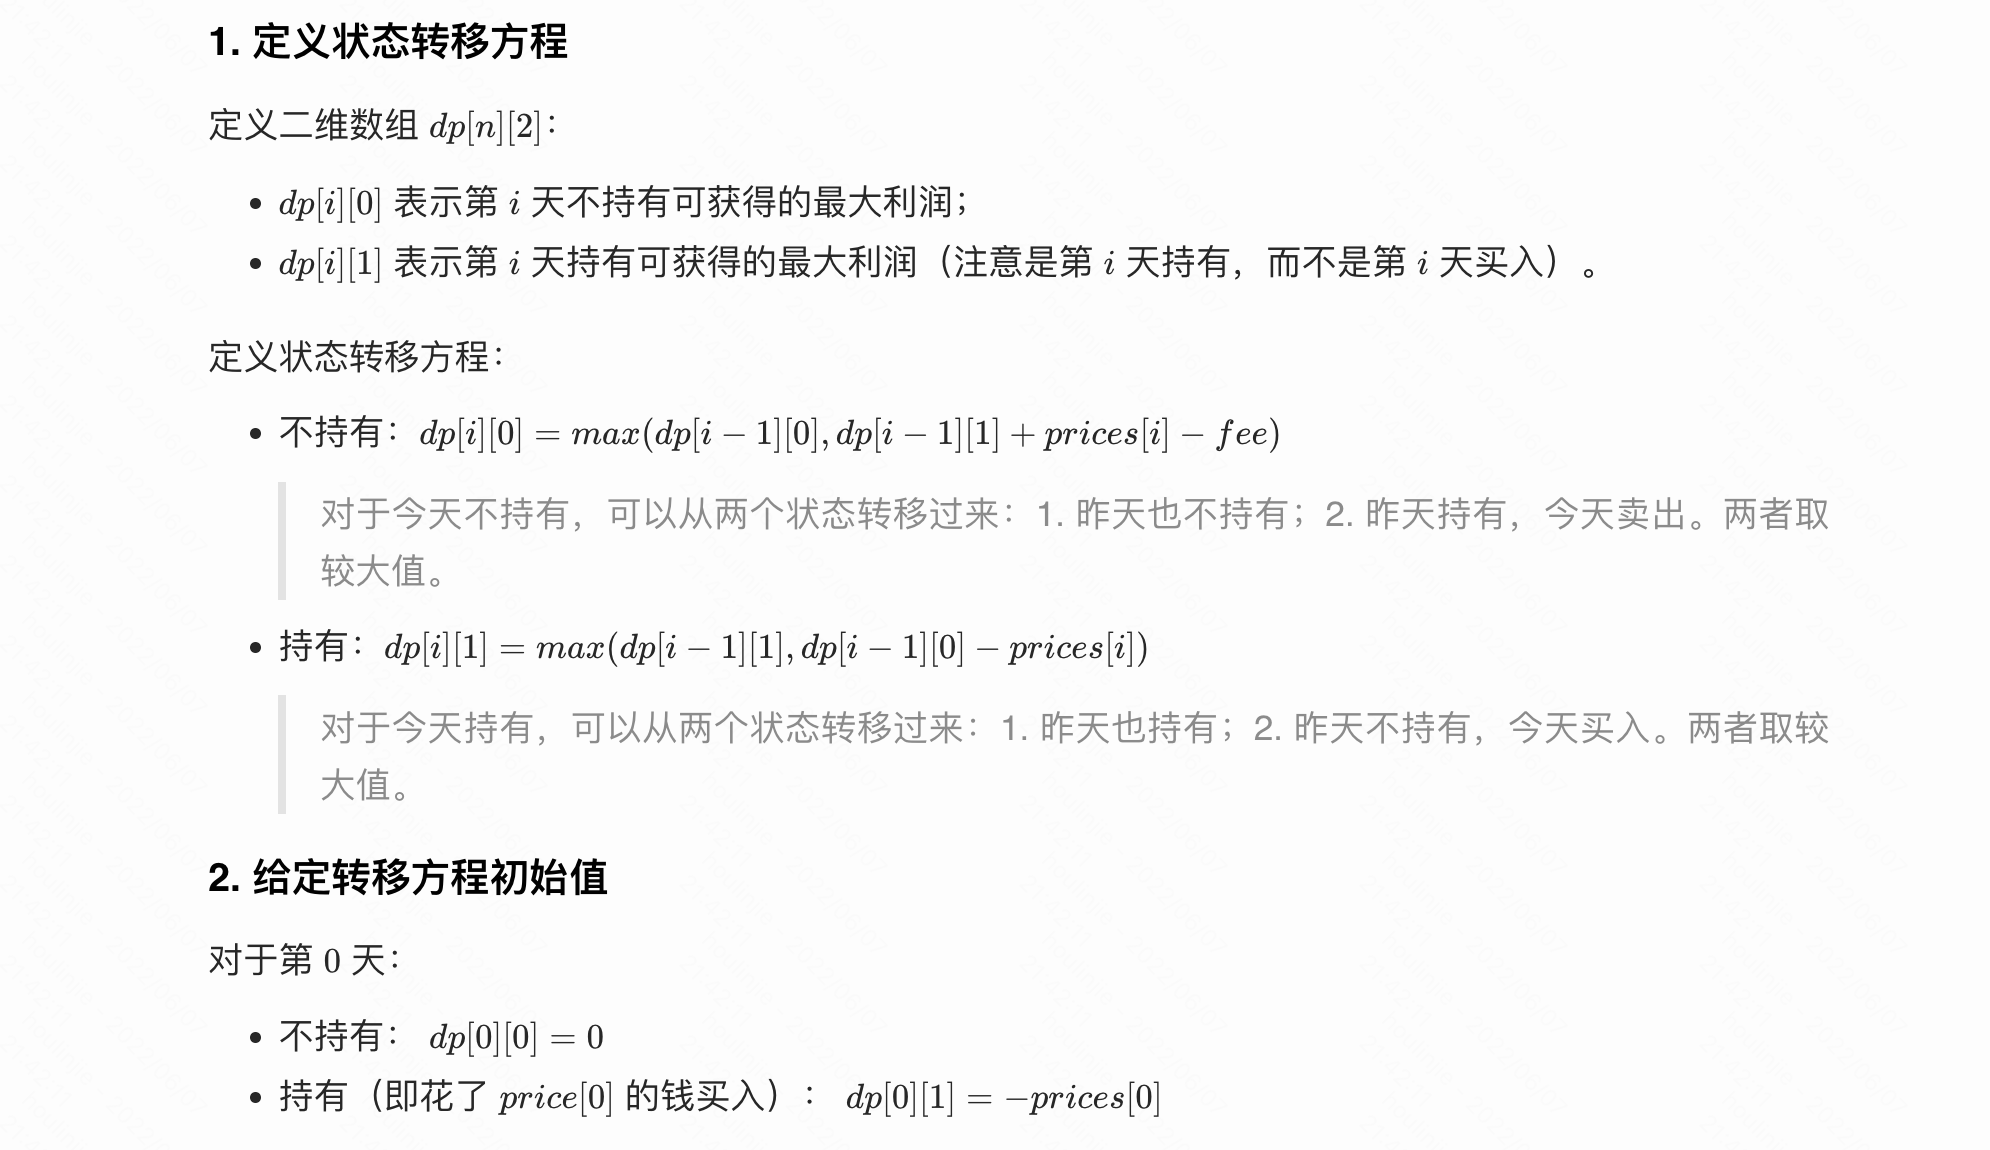 1. 定义状态转移方程
定义二维数组 dp[n][2]：
• dp[i][0] 表示第 i 天不持有可获得的最大利润；
• dp[i][1] 表示第 i 天持有可获得的最大利润（注意是第 i 天持有，而不是第 i 天买入）。
定义状态转移方程：
• 不持有：dp[i][0] = max(dp[i − 1][0], dp[i − 1][1] + prices[i] − fee)
对于今天不持有，可以从两个状态转移过来：1. 昨天也不持有；2. 昨天持有，今天卖出。两者取
较大值。
• 持有：dp[i][1] = max(dp[i − 1][1], dp[i − 1][0] − prices[i])
对于今天持有，可以从两个状态转移过来：1. 昨天也持有；2. 昨天不持有，今天买入。两者取较
大值。
2. 给定转移方程初始值
对于第 0 天：
• 不持有： dp[0][0] = 0
• 持有（即花了 price[0] 的钱买入）： dp[0][1] = −prices[0]